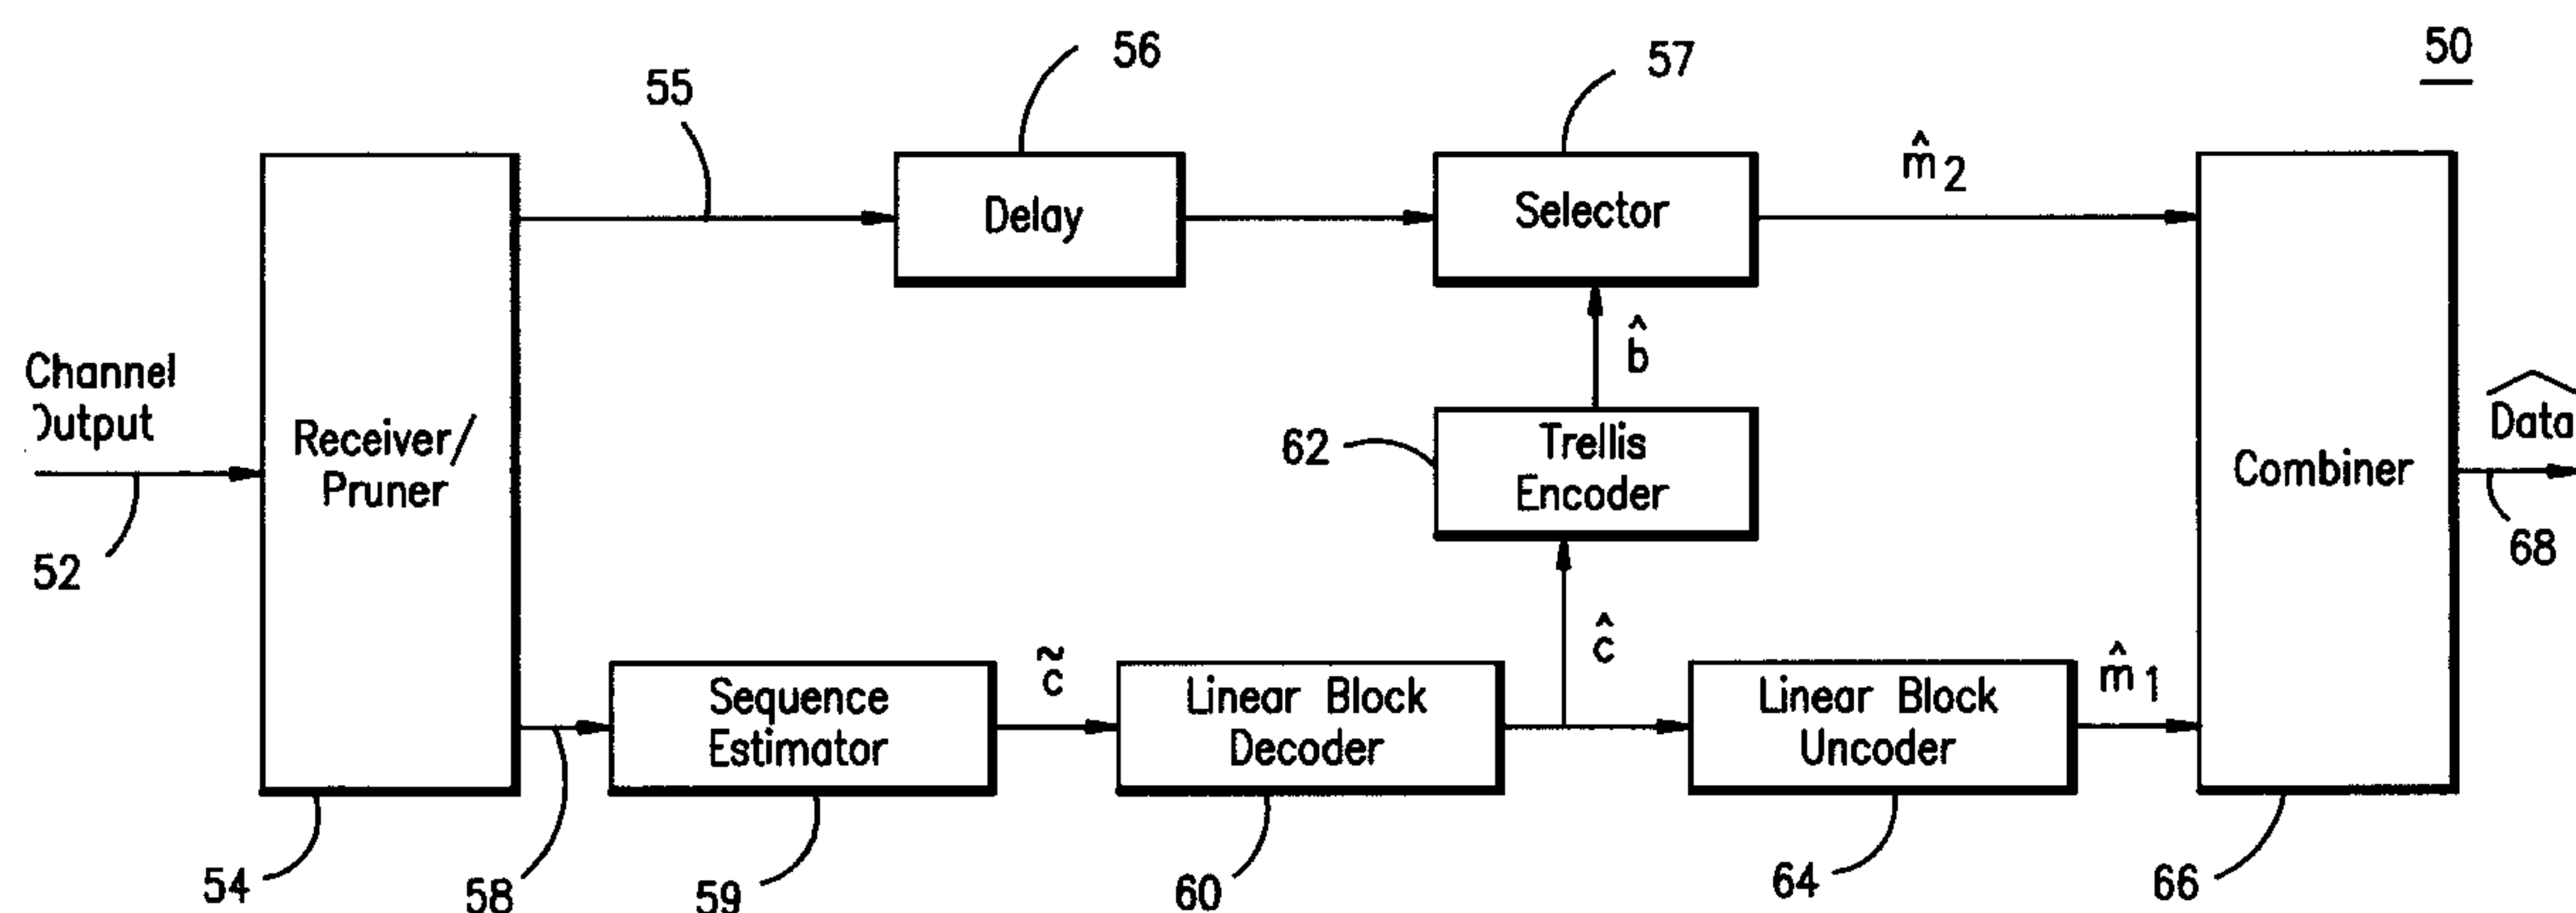 50
55
56
57
Delay
Selector
m̂2
Channel
Output
52
Receiver/
Pruner
54
b̂
62
Trellis
Encoder
Combiner
Data
68
58
Sequence
Estimator
59
c̃
Linear Block
Decoder
60
ĉ
Linear Block
Uncoder
64
m̂1
66